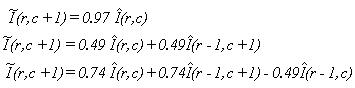 Ĩ(r,c +1) = 0.97 Î(r,c)
Ĩ(r,c +1) = 0.49 Î(r,c) + 0.49Î(r -1,c +1)
Ĩ(r,c +1) = 0.74 Î(r,c) + 0.74Î(r -1,c +1) - 0.49Î(r -1,c)